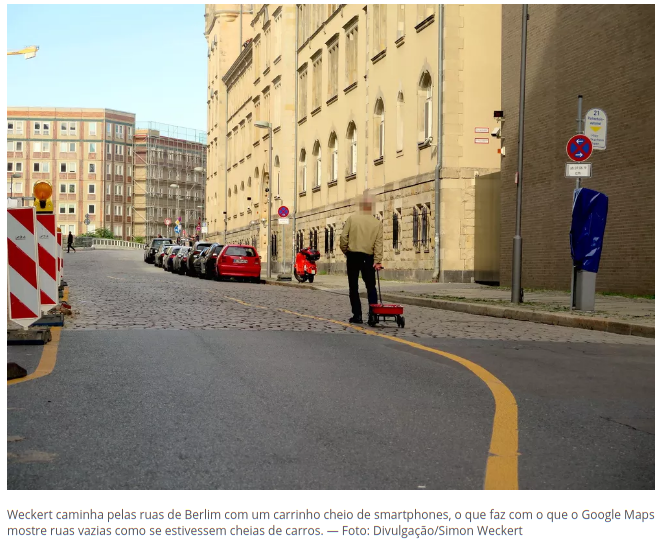 21
Weckert caminha pelas ruas de Berlim com um carrinho cheio de smartphones, o que faz com o que o Google Maps
mostre ruas vazias como se estivessem cheias de carros. — Foto: Divulgação/Simon Weckert